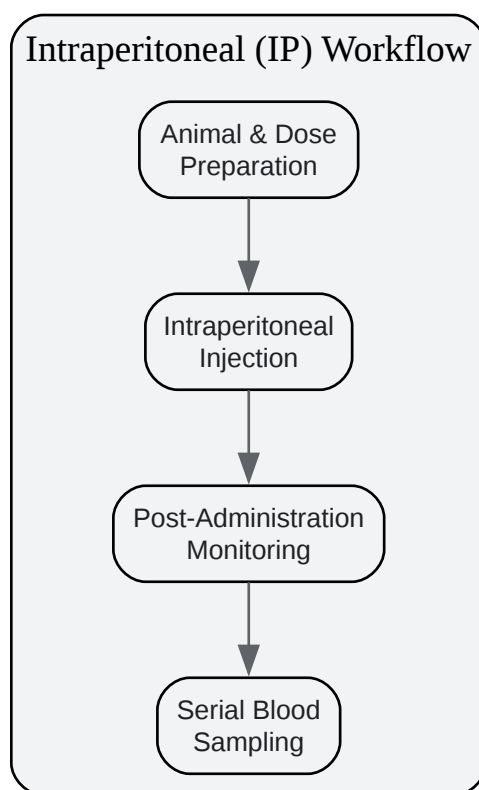 Intraperitoneal (IP) Workflow
Animal & Dose
Preparation
Intraperitoneal
Injection
Post-Administration
Monitoring
Serial Blood
Sampling